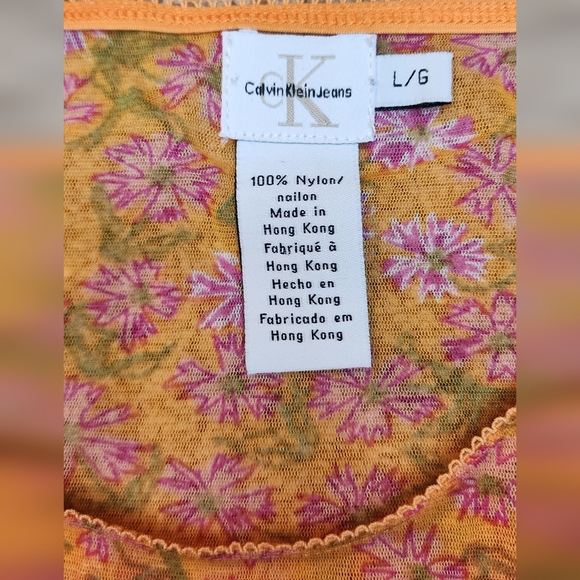 CK
CalvinKleinJeans
L/G
100% Nylon/
nailon
Made in
Hong Kong
Fabriqué à
Hong Kong
Hecho en
Hong Kong
Fabricado em
Hong Kong